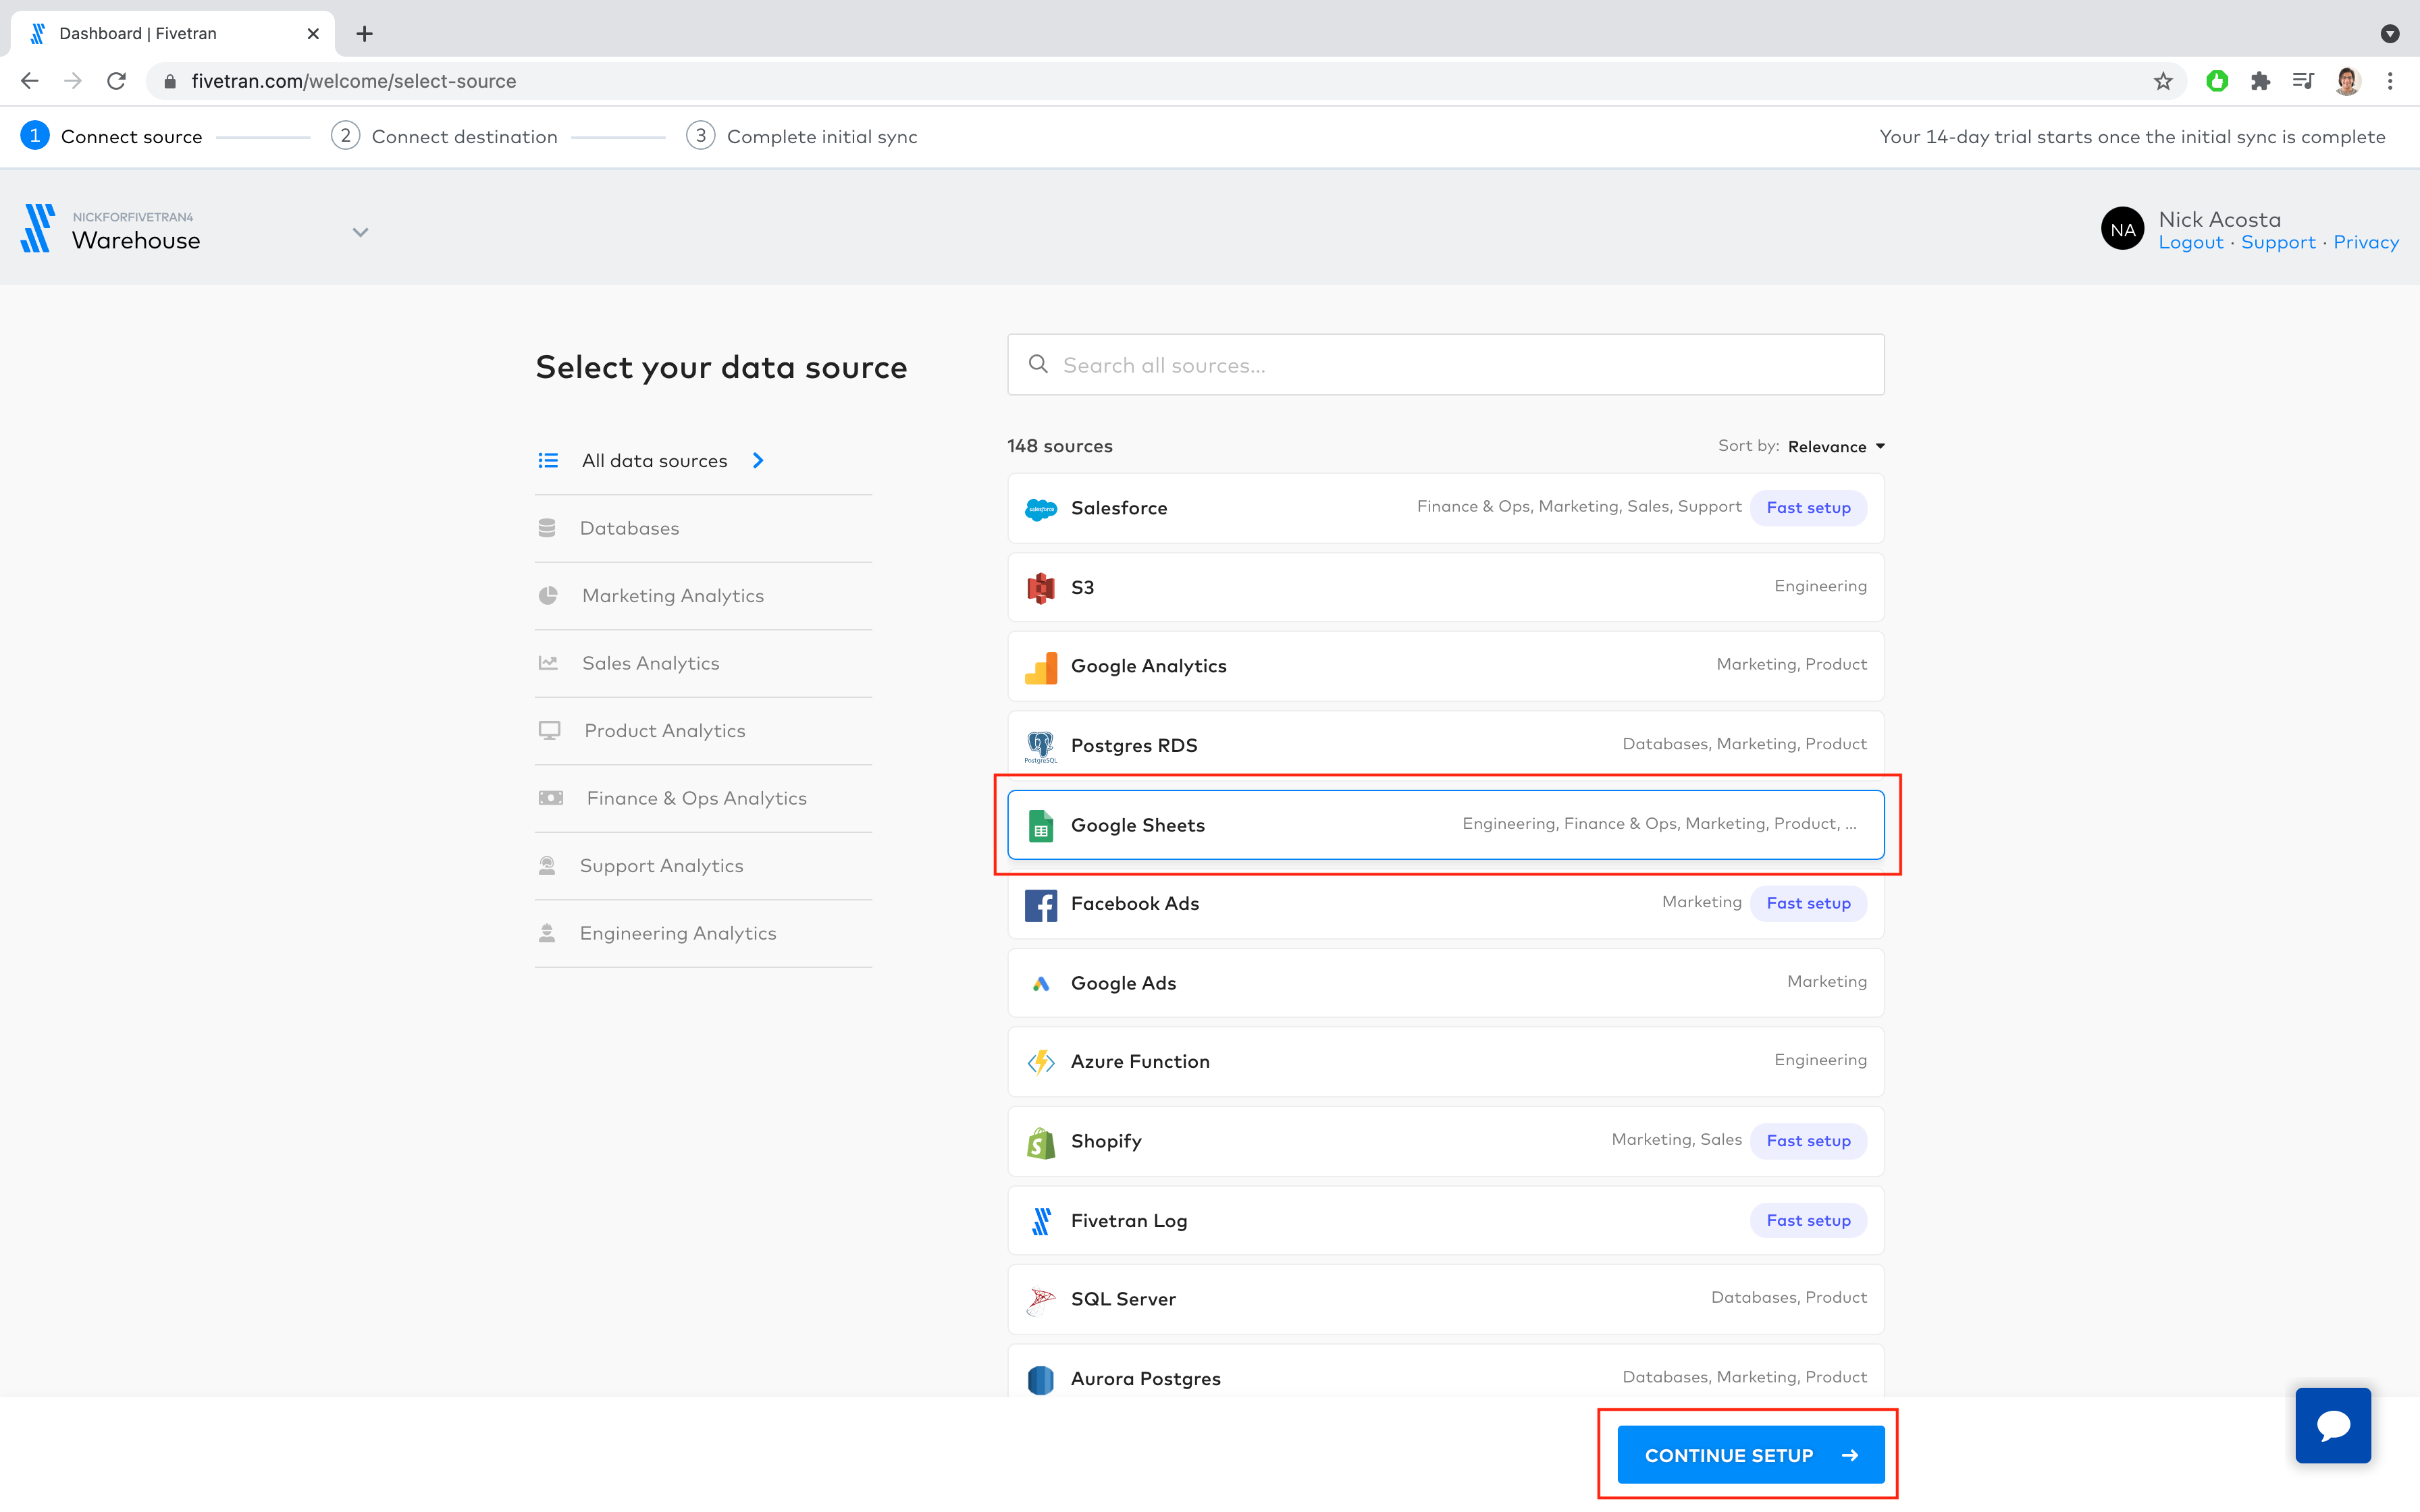 Dashboard | Fivetran
fivetran.com/welcome/select-source
1 Connect source
2 Connect destination
3 Complete initial sync
Your 14-day trial starts once the initial sync is complete
NICKFORFIVETRAN4
Warehouse
NA
Nick Acosta
Logout · Support · Privacy
Select your data source
Search all sources...
All data sources
Databases
Marketing Analytics
Sales Analytics
Product Analytics
Finance & Ops Analytics
Support Analytics
Engineering Analytics
148 sources
Sort by: Relevance
salesforce Salesforce Finance & Ops, Marketing, Sales, Support Fast setup
S3 Engineering
Google Analytics Marketing, Product
PostgreSQL Postgres RDS Databases, Marketing, Product
Google Sheets Engineering, Finance & Ops, Marketing, Product, ...
Facebook Ads Marketing Fast setup
Google Ads Marketing
Azure Function Engineering
Shopify Marketing, Sales Fast setup
Fivetran Log Fast setup
SQL Server Databases, Product
Aurora Postgres Databases, Marketing, Product
CONTINUE SETUP